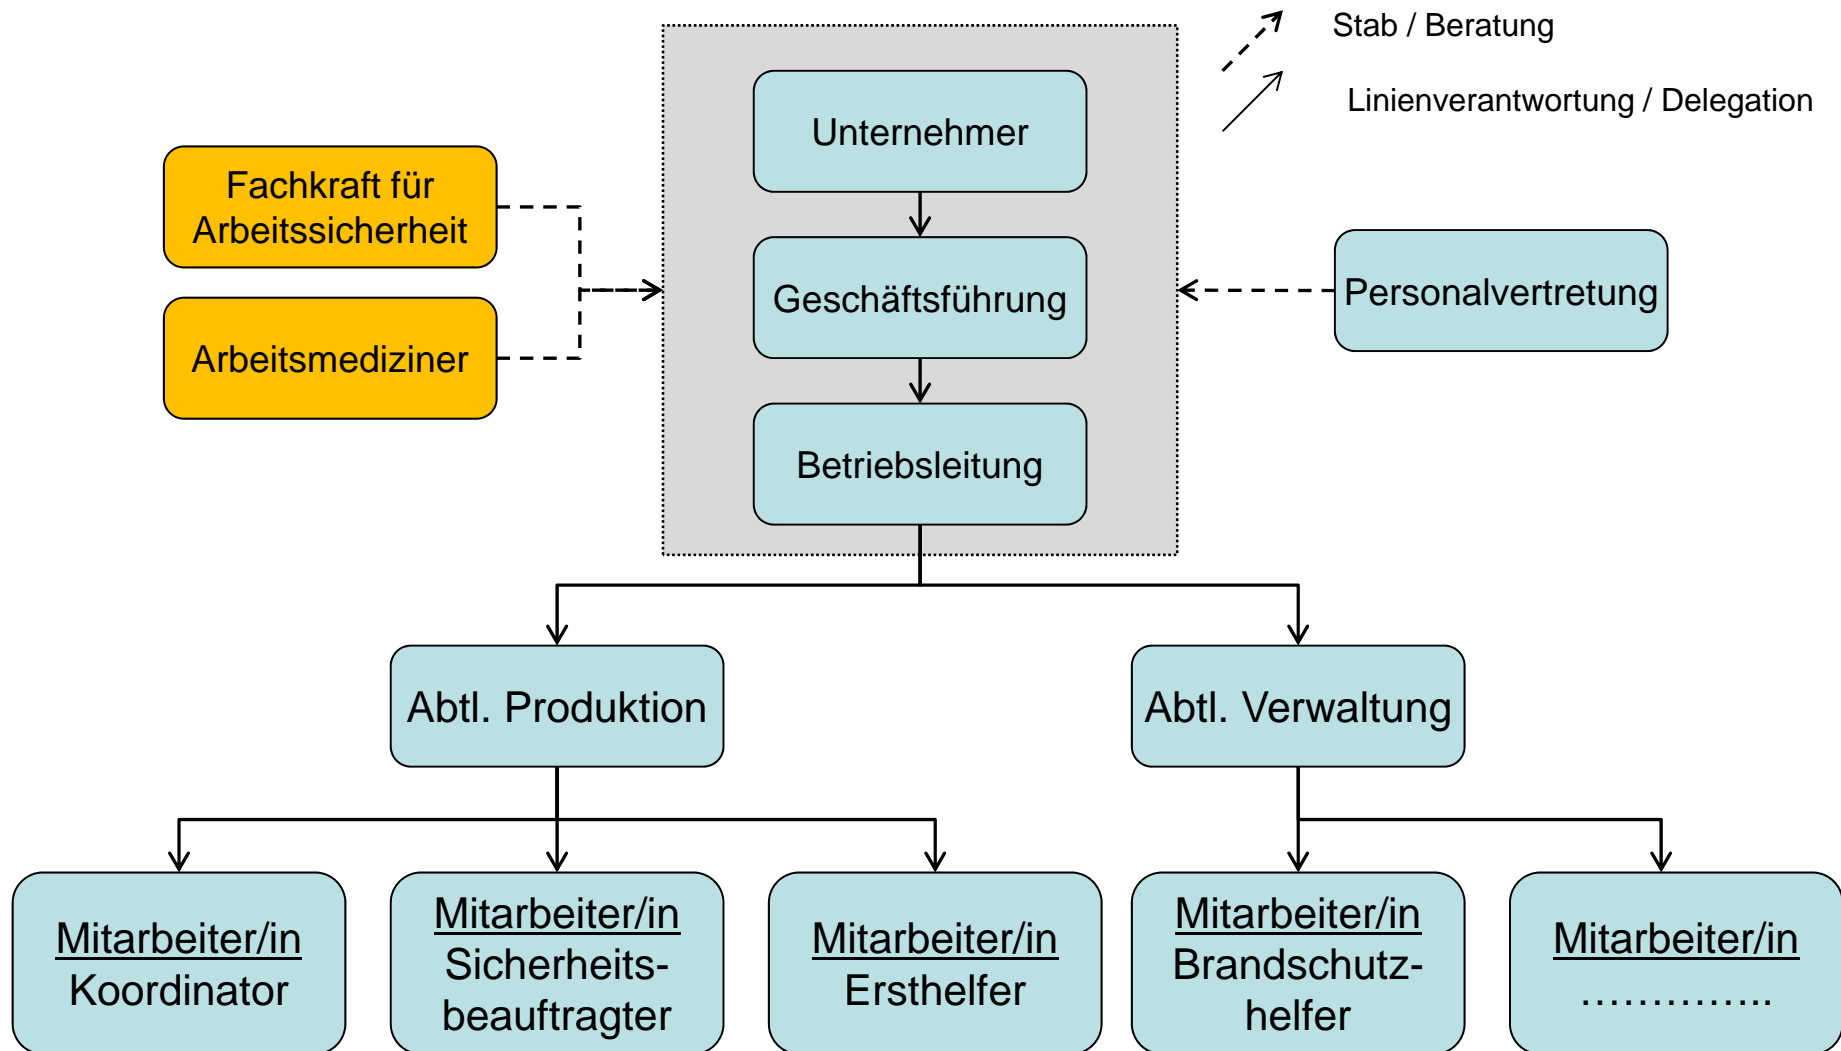 Stab / Beratung
Linienverantwortung / Delegation
Unternehmer
Fachkraft für
Arbeitssicherheit
Geschäftsführung
Personalvertretung
Arbeitsmediziner
Betriebsleitung
Abtl. Produktion
Abtl. Verwaltung
Mitarbeiter/in
Koordinator
Mitarbeiter/in
Sicherheits-
beauftragter
Mitarbeiter/in
Ersthelfer
Mitarbeiter/in
Brandschutz-
helfer
Mitarbeiter/in
…………..